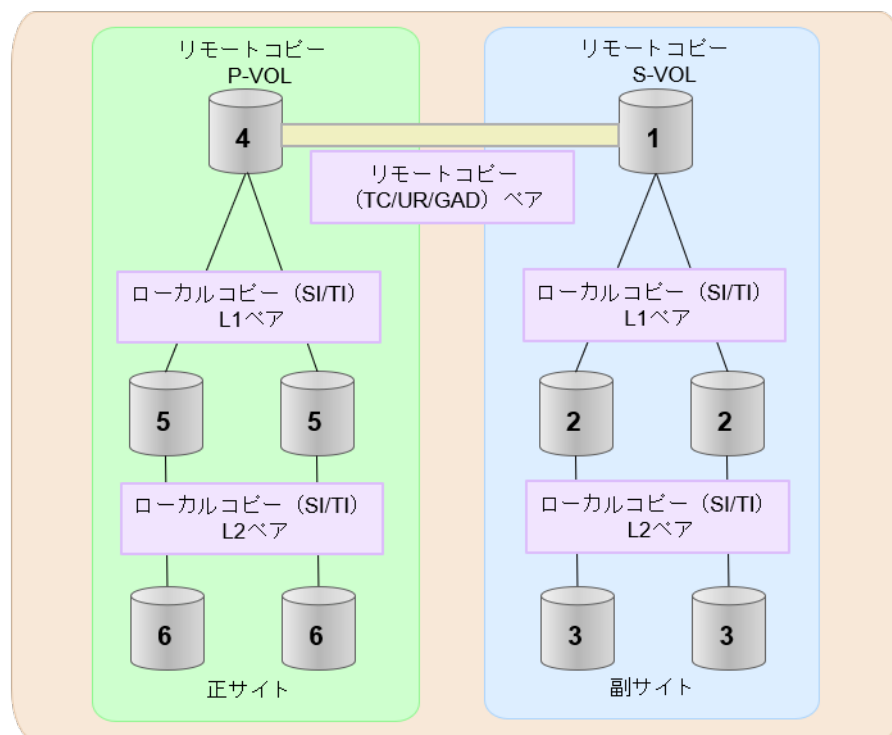 リモートコピー
P-VOL
リモートコピー
S-VOL
4
1
リモートコピー
（TC/UR/GAD）ペア
ローカルコピー（SI/TI）
L1ペア
ローカルコピー（SI/TI）
L1ペア
5
5
2
2
ローカルコピー（SI/TI）
L2ペア
ローカルコピー（SI/TI）
L2ペア
6
6
3
3
正サイト
副サイト